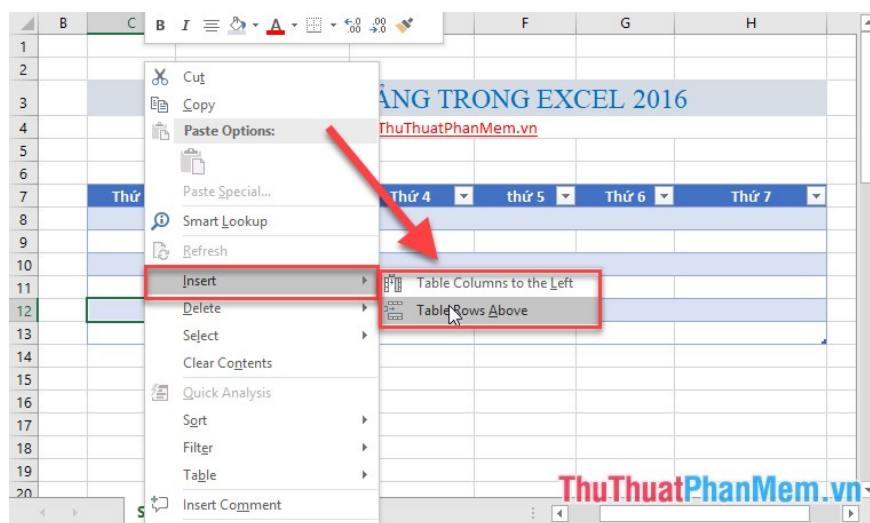 B C F G H
B I A
1
2
3 ẢNG TRONG EXCEL 2016
4 ThuThuatPhanMem.vn
5
6
7 Thứ Thứ 4 thứ 5 Thứ 6 Thứ 7
8
9
10
11
12
13
14
15
16
17
18
19
20
Cut
Copy
Paste Options:
Paste Special...
Smart Lookup
Refresh
Insert
Delete
Select
Clear Contents
Quick Analysis
Sort
Filter
Table
Insert Comment
Table Columns to the Left
Table Rows Above
ThuThuatPhanMem.vn
S